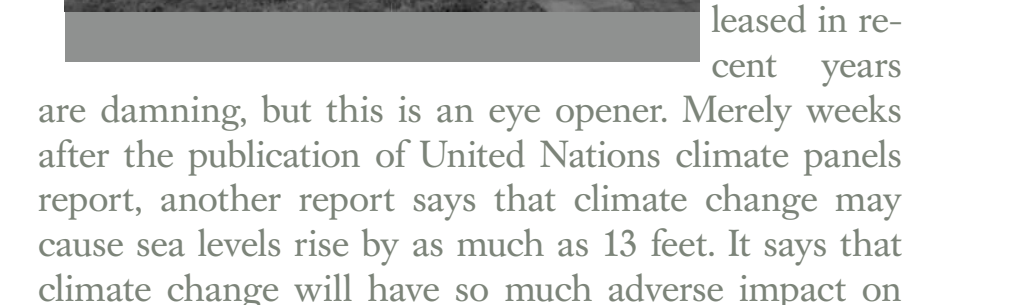 leased in re-
cent years
are damning, but this is an eye opener. Merely weeks
after the publication of United Nations climate panels
report, another report says that climate change may
cause sea levels rise by as much as 13 feet. It says that
climate change will have so much adverse impact on